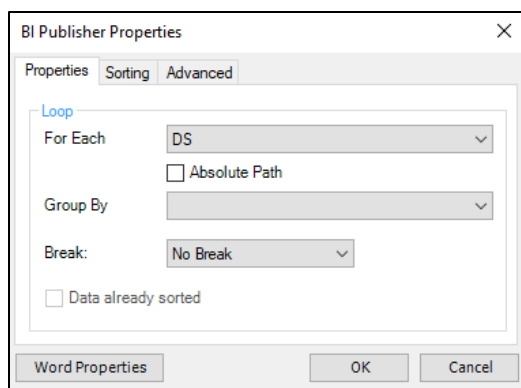 BI Publisher Properties
Properties Sorting Advanced
Loop
For Each DS
Absolute Path
Group By
Break: No Break
Data already sorted
Word Properties OK Cancel